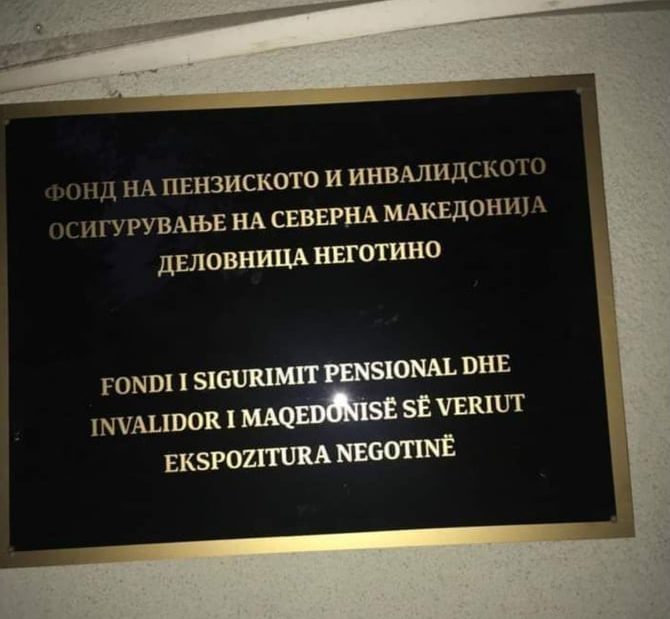 ФОНД НА ПЕНЗИСКОТО И ИНВАЛИДСКОТО
ОСИГУРУВАЊЕ НА СЕВЕРНА МАКЕДОНИЈА
ДЕЛОВНИЦА НЕГОТИНО
FONDI I SIGURIMIT PENSIONAL DHE
INVALIDOR I MAQEDONISË SË VERIUT
EKSPOZITURA NEGOTINË